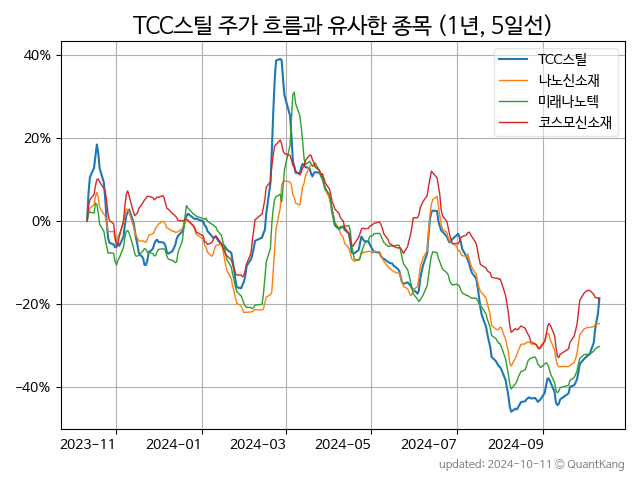 TCC스틸 주가 흐름과 유사한 종목 (1년, 5일선)
TCC스틸
나노신소재
미래나노텍
코스모신소재
40%
20%
0%
−20%
−40%
2023-11
2024-01
2024-03
2024-05
2024-07
2024-09
updated: 2024-10-11 © QuantKang